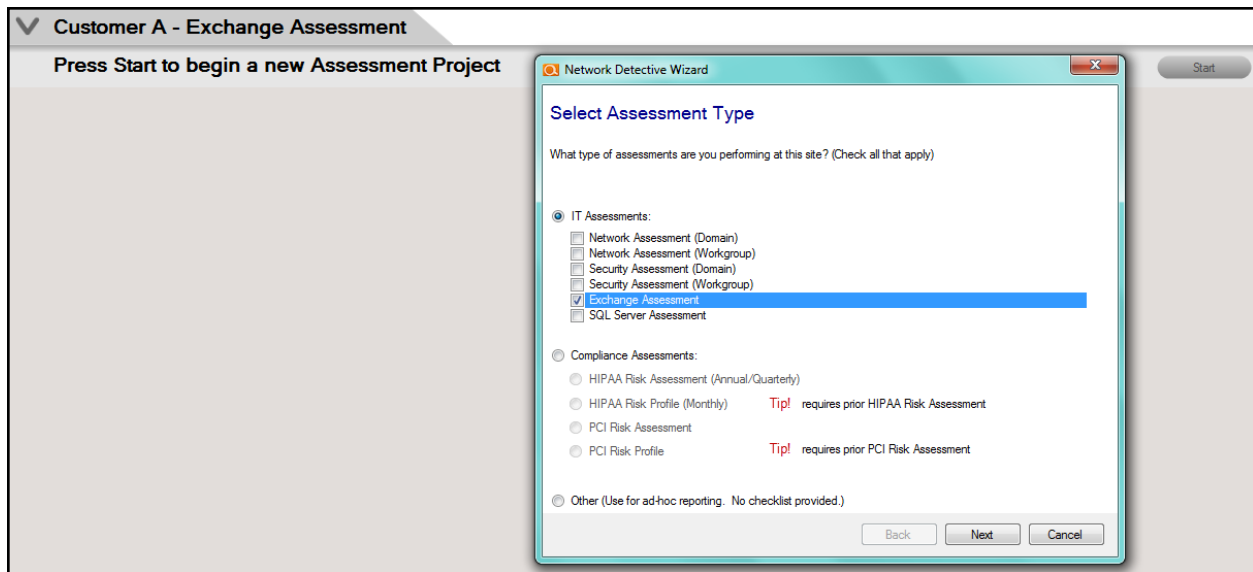 Customer A - Exchange Assessment
Press Start to begin a new Assessment Project
Start
Network Detective Wizard
Select Assessment Type
What type of assessments are you performing at this site? (Check all that apply)
IT Assessments:
Network Assessment (Domain)
Network Assessment (Workgroup)
Security Assessment (Domain)
Security Assessment (Workgroup)
Exchange Assessment
SQL Server Assessment
Compliance Assessments:
HIPAA Risk Assessment (Annual/Quarterly)
HIPAA Risk Profile (Monthly) Tip! requires prior HIPAA Risk Assessment
PCI Risk Assessment
PCI Risk Profile Tip! requires prior PCI Risk Assessment
Other (Use for ad-hoc reporting. No checklist provided.)
Back Next Cancel